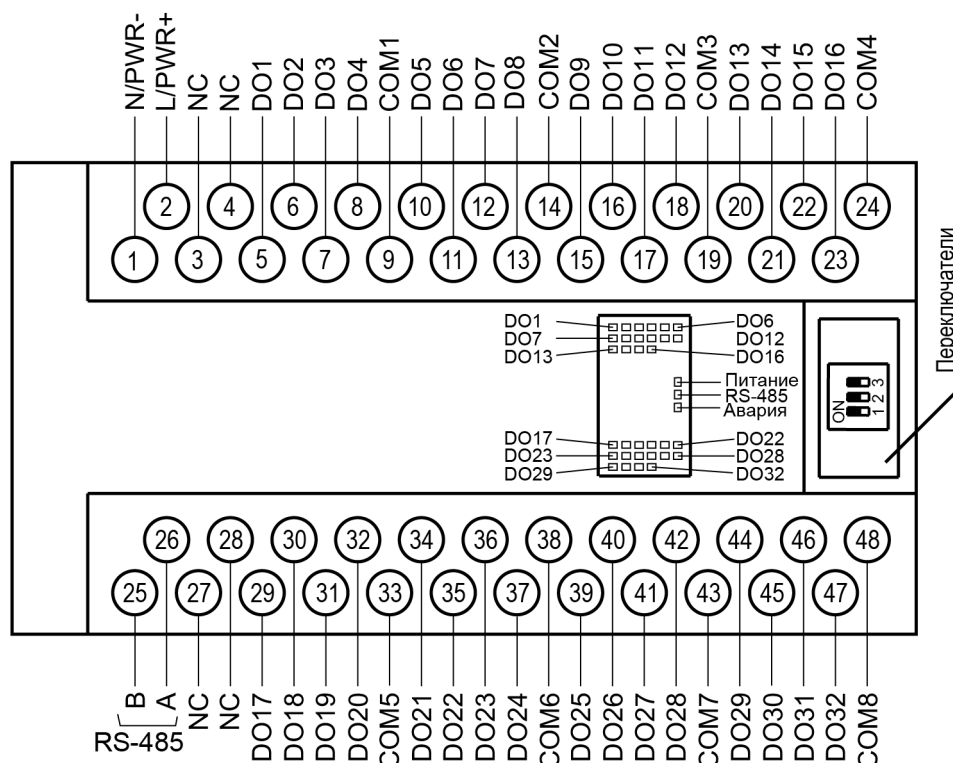 N/PWR-
L/PWR+
NC
NC
DO1
DO2
DO3
DO4
COM1
DO5
DO6
DO7
DO8
COM2
DO9
DO10
DO11
DO12
COM3
DO13
DO14
DO15
DO16
COM4
2 4 6 8 10 12 14 16 18 20 22 24
1 3 5 7 9 11 13 15 17 19 21 23
DO1 DO6
DO7 DO12
DO13 DO16
Питание
RS-485
Авария
DO17 DO22
DO23 DO28
DO29 DO32
ON
1 2 3
Переключатели
26 28 30 32 34 36 38 40 42 44 46 48
25 27 29 31 33 35 37 39 41 43 45 47
B
A
RS-485
NC
NC
DO17
DO18
DO19
DO20
COM5
DO21
DO22
DO23
DO24
COM6
DO25
DO26
DO27
DO28
COM7
DO29
DO30
DO31
DO32
COM8